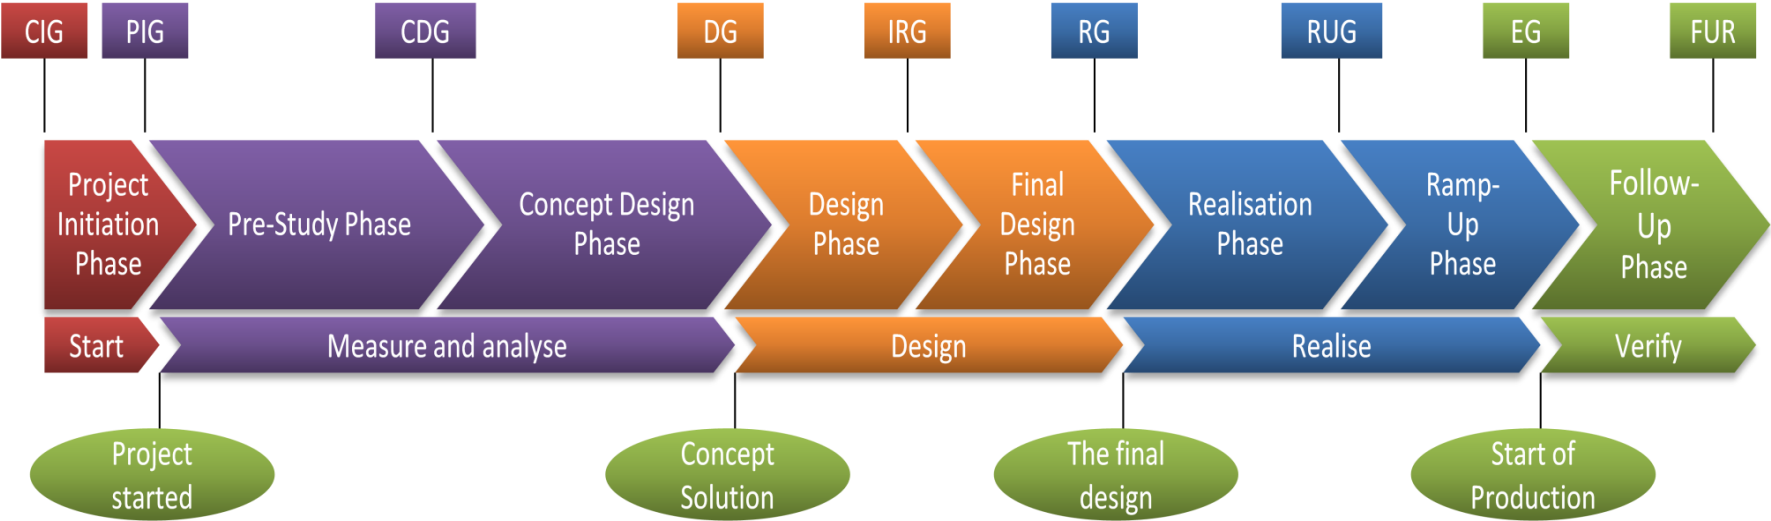 CIG
PIG
CDG
DG
IRG
RG
RUG
EG
FUR
Project
Initiation
Phase
Pre-Study Phase
Concept Design
Phase
Design
Phase
Final
Design
Phase
Realisation
Phase
Ramp-
Up
Phase
Follow-
Up
Phase
Start
Measure and analyse
Design
Realise
Verify
Project
started
Concept
Solution
The final
design
Start of
Production